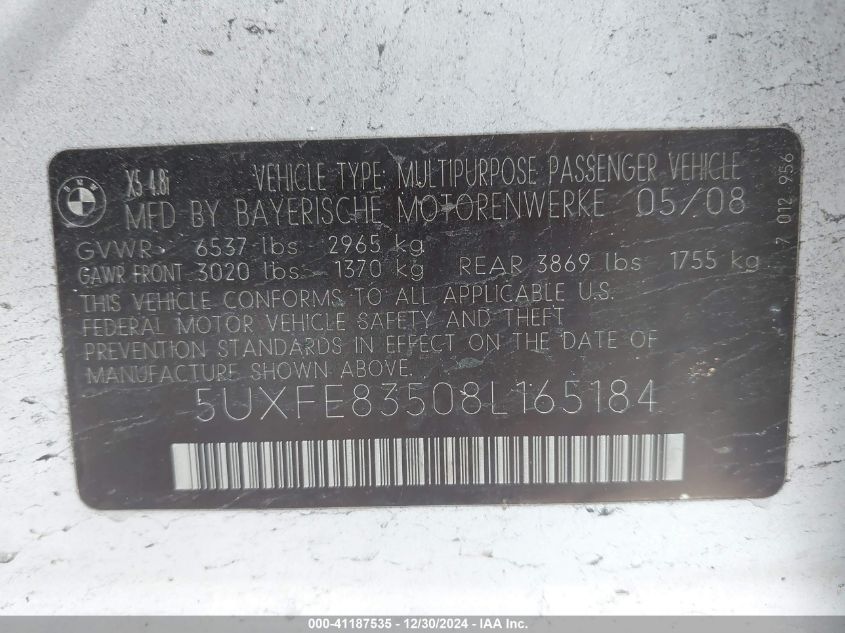 BMW
X5 4.8i VEHICLE TYPE: MULTIPURPOSE PASSENGER VEHICLE
MFD BY BAYERISCHE MOTORENWERKE 05/08
GVWR: 6537 lbs 2965 kg
GAWR FRONT 3020 lbs 1370 kg REAR 3869 lbs 1755 kg
THIS VEHICLE CONFORMS TO ALL APPLICABLE U.S.
FEDERAL MOTOR VEHICLE SAFETY AND THEFT
PREVENTION STANDARDS IN EFFECT ON THE DATE OF
MANUFACTURE SHOWN ABOVE.
5UXFE83508L165184
7 012 956
000-41187535 - 12/30/2024 - IAA Inc.